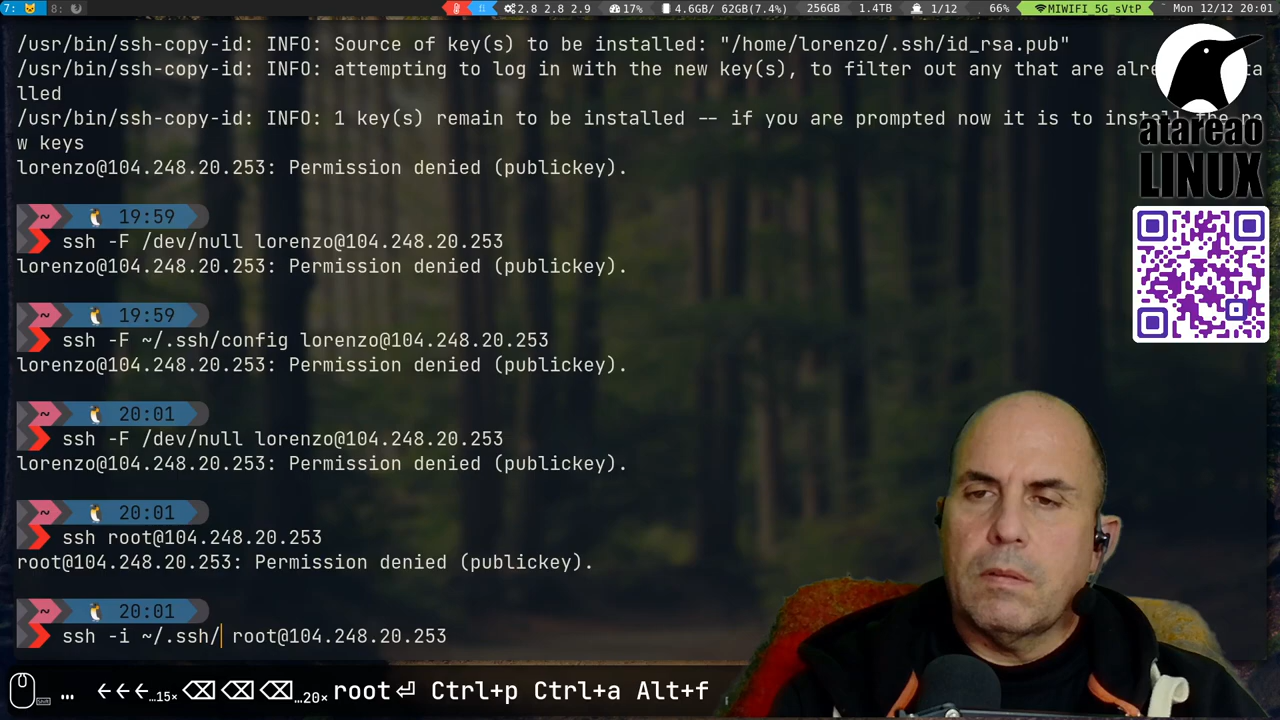 7:
8:
2.8 2.8 2.9
17%
4.6GB/ 62GB(7.4%)
256GB
1.4TB
1/12
66%
MIWIFI 5G sVtP
Mon 12/12 20:01
/usr/bin/ssh-copy-id: INFO: Source of key(s) to be installed: "/home/lorenzo/.ssh/id_rsa.pub"
/usr/bin/ssh-copy-id: INFO: attempting to log in with the new key(s), to filter out any that are
lled
/usr/bin/ssh-copy-id: INFO: 1 key(s) remain to be installed -- if you are prompted now it is to install
w keys
lorenzo@104.248.20.253: Permission denied (publickey).
~ 19:59
ssh -F /dev/null lorenzo@104.248.20.253
lorenzo@104.248.20.253: Permission denied (publickey).
~ 19:59
ssh -F ~/.ssh/config lorenzo@104.248.20.253
lorenzo@104.248.20.253: Permission denied (publickey).
~ 20:01
ssh -F /dev/null lorenzo@104.248.20.253
lorenzo@104.248.20.253: Permission denied (publickey).
~ 20:01
ssh root@104.248.20.253
root@104.248.20.253: Permission denied (publickey).
~ 20:01
ssh -i ~/.ssh/ root@104.248.20.253
… ←←←…15× ⌫⌫⌫…20× root⏎ Ctrl+p Ctrl+a Alt+f
atareao
LINUX